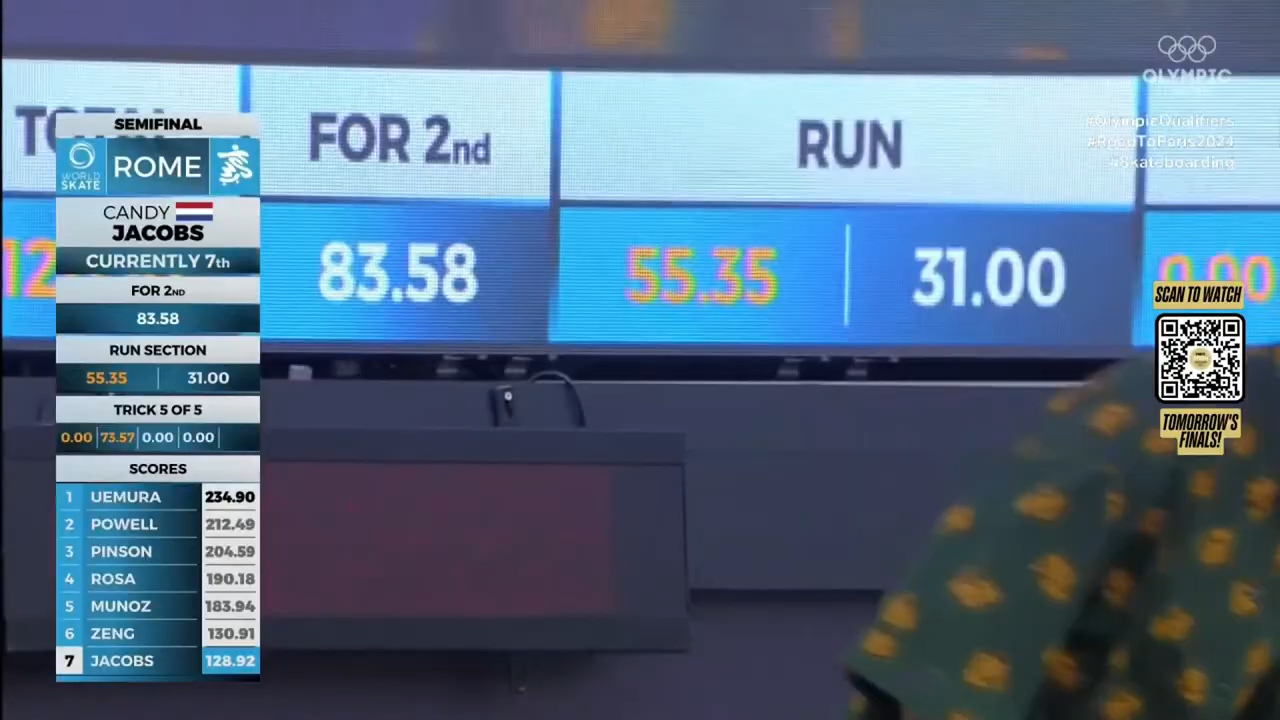 TOTAL
FOR 2nd
RUN
12
83.58
55.35
31.00
0.00
SEMIFINAL
WORLD
SKATE
ROME
CANDY
JACOBS
CURRENTLY 7th
FOR 2ND
83.58
RUN SECTION
55.35 31.00
TRICK 5 OF 5
0.00 73.57 0.00 0.00
SCORES
1 UEMURA 234.90
2 POWELL 212.49
3 PINSON 204.59
4 ROSA 190.18
5 MUNOZ 183.94
6 ZENG 130.91
7 JACOBS 128.92
OLYMPIC
#OlympicQualifiers
#RoadToParis2024
#Skateboarding
SCAN TO WATCH
TOMORROW'S
FINALS!